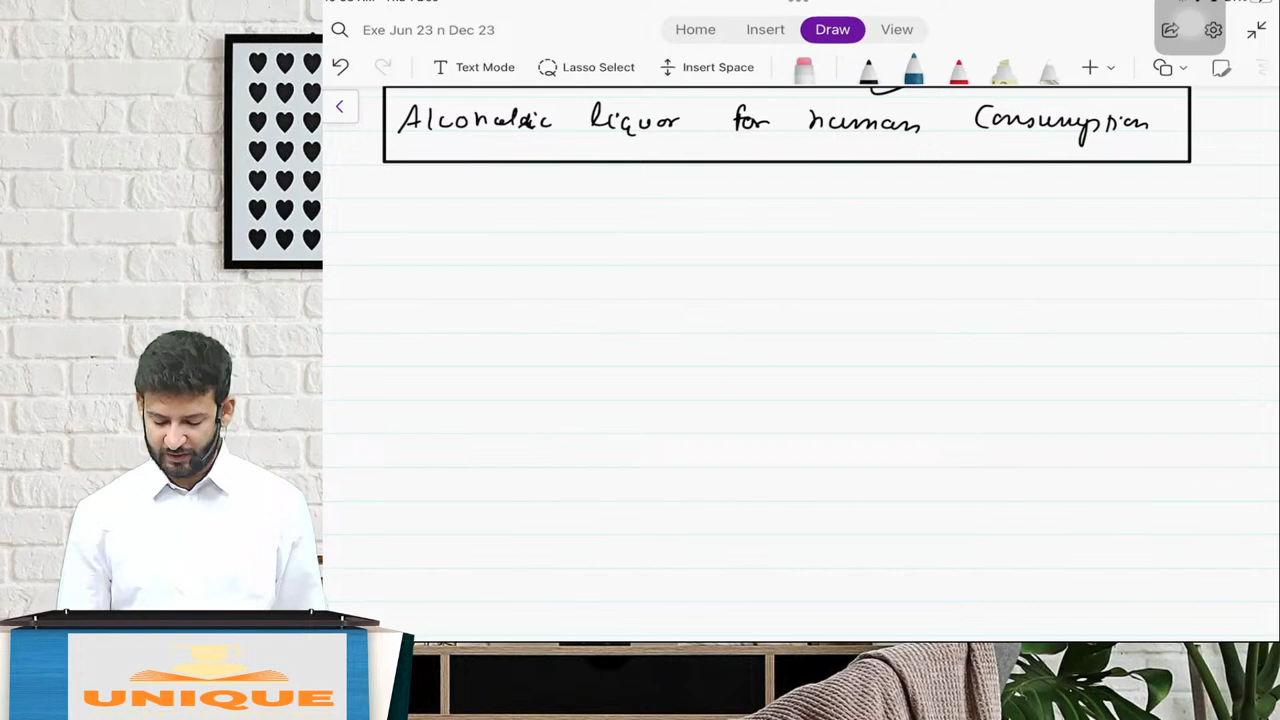 Exe Jun 23 n Dec 23
Home Insert Draw View
Text Mode Lasso Select Insert Space
Alcoholic liquor for human Consumption
UNIQUE